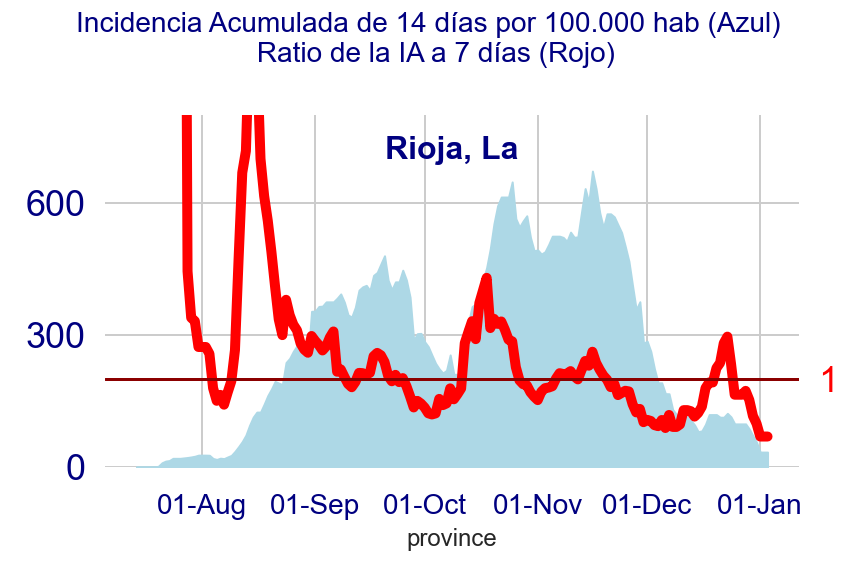 Incidencia Acumulada de 14 días por 100.000 hab (Azul)
Ratio de la IA a 7 días (Rojo)
Rioja, La
600
300
1
0
01-Aug 01-Sep 01-Oct 01-Nov 01-Dec 01-Jan
province